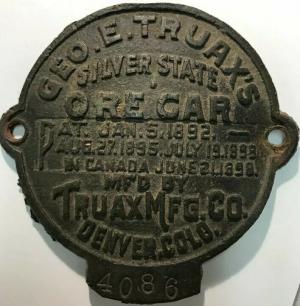 GEO. E. TRUAX'S
SILVER STATE
ORE CAR
PAT. JAN. 5. 1892. —
AUG. 27. 1895. JULY 19. 1898
IN CANADA JUNE 21. 1898.
MF'D BY
TRUAX MFG. CO.
DENVER. COLO.
4086